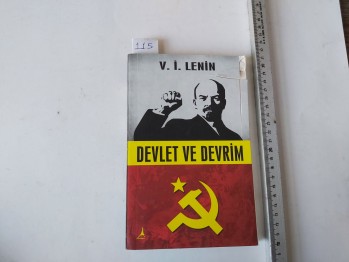 115
V. İ. LENİN
DEVLET VE DEVRİM